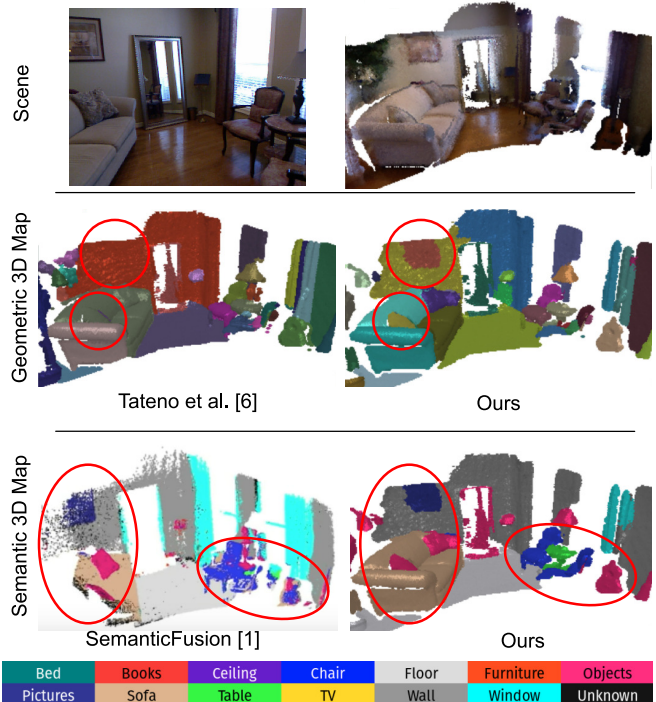 Scene
Geometric 3D Map
Tateno et al. [6]
Ours
Semantic 3D Map
SemanticFusion [1]
Ours
Bed Books Ceiling Chair Floor Furniture Objects
Pictures Sofa Table TV Wall Window Unknown